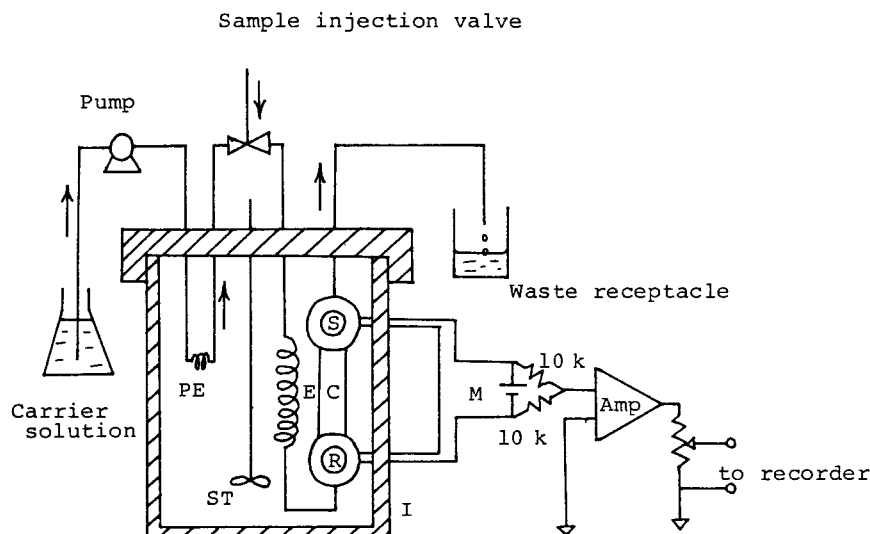 Sample injection valve
Pump
Waste receptacle
S
PE
E C
M
10 k
Amp
Carrier
solution
10 k
R
ST
I
to recorder